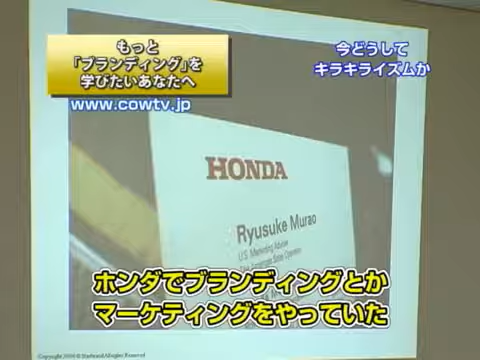 もっと
「ブランディング」を
学びたいあなたへ
www.cowtv.jp
今どうして
キラキライズムか
HONDA
Ryusuke Murao
U.S. Marketing Adviser
ホンダでブランディングとか
マーケティングをやっていた